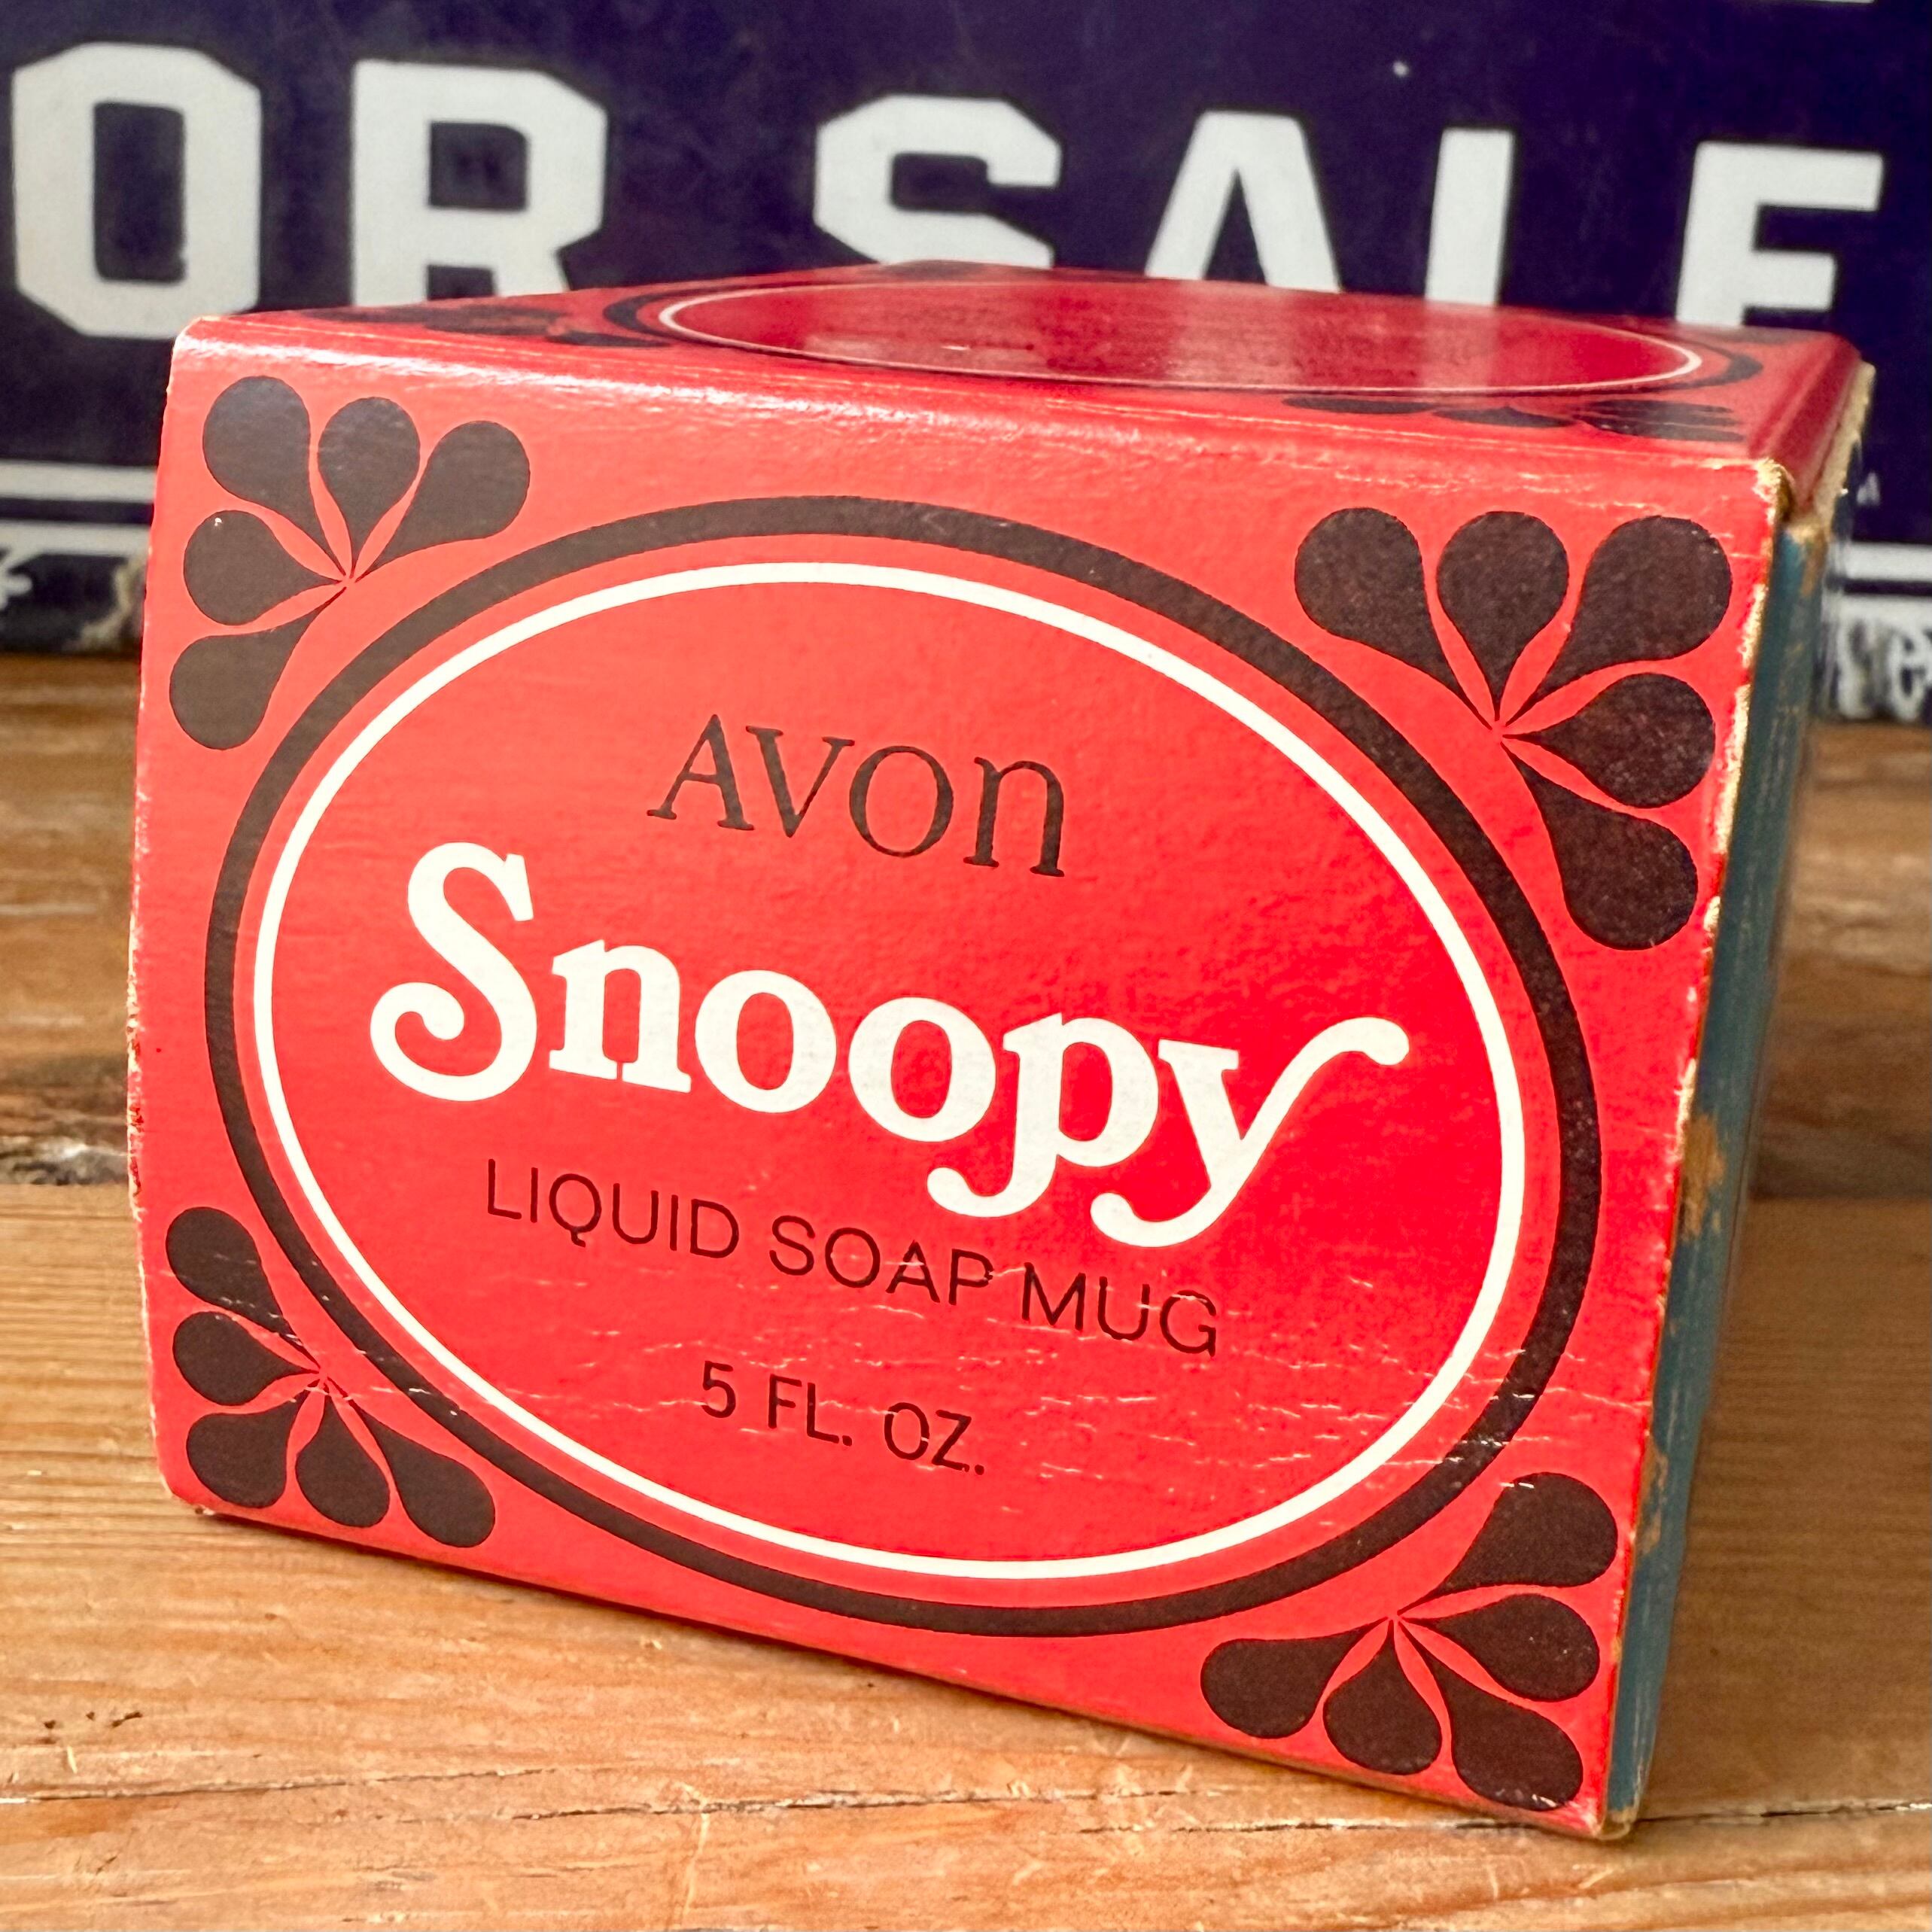 OR SALE
AVON
Snoopy
LIQUID SOAP MUG
5 FL. OZ.